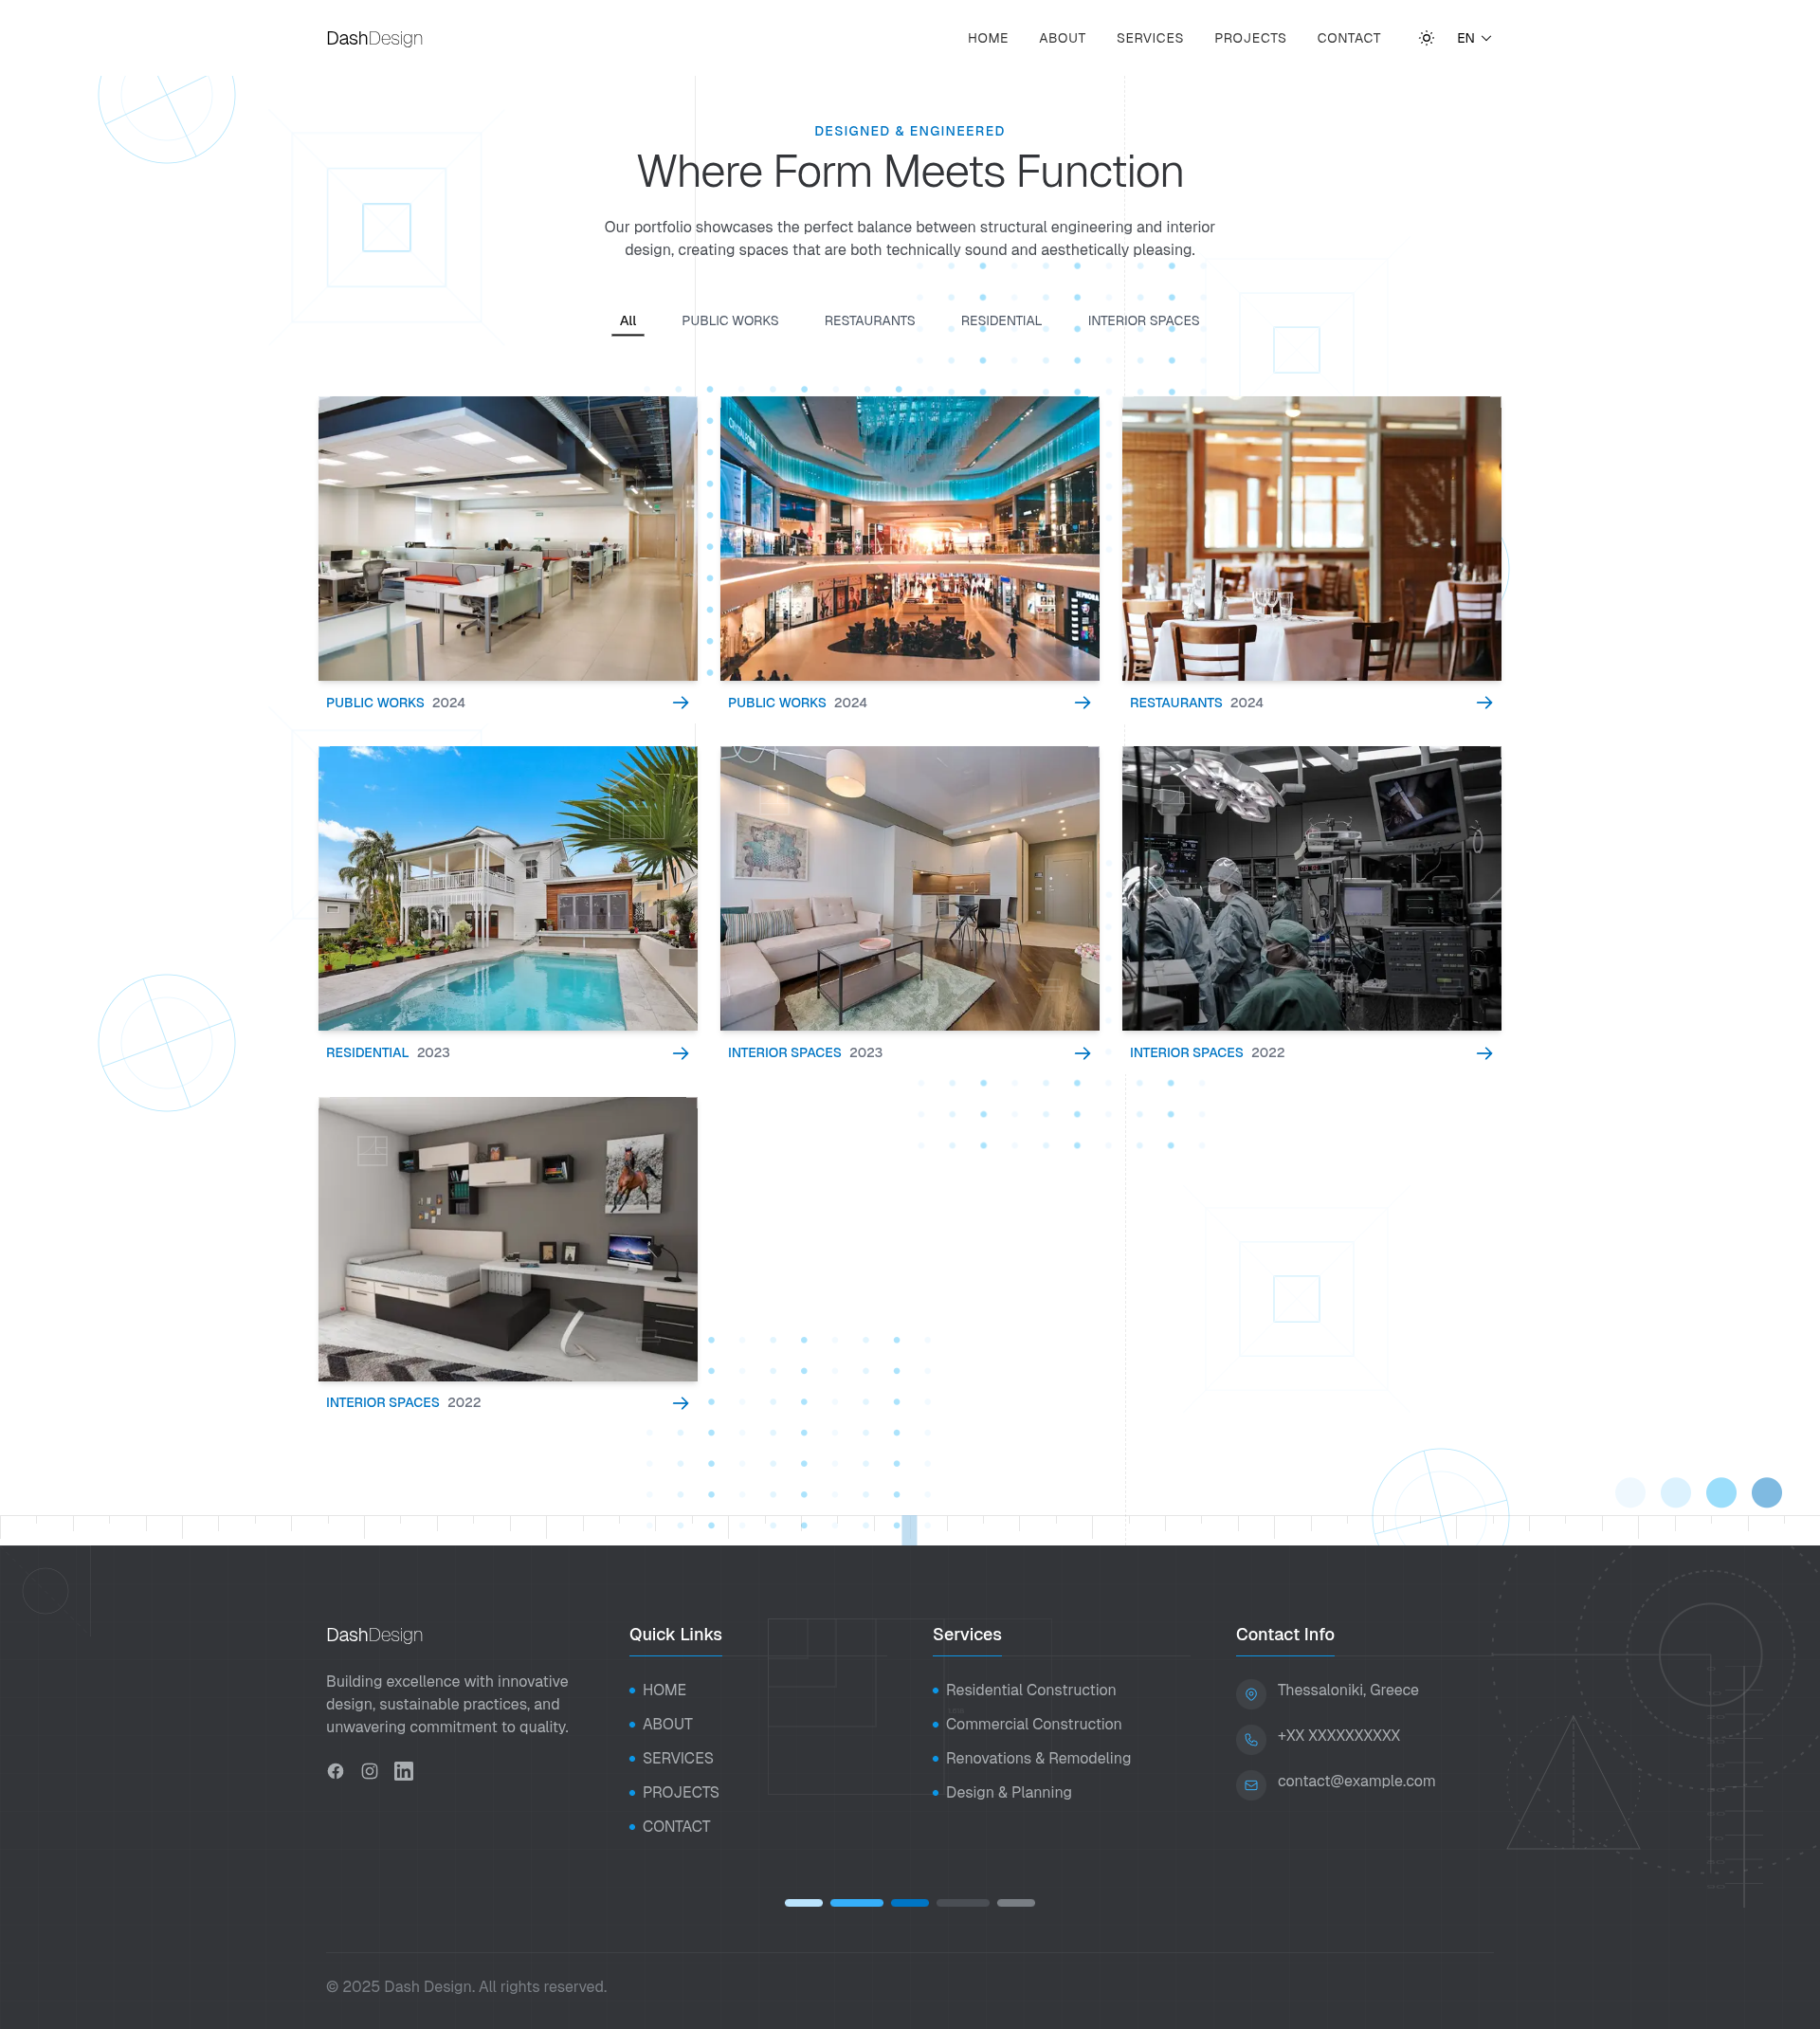 DashDesign
HOME ABOUT SERVICES PROJECTS CONTACT EN
DESIGNED & ENGINEERED
Where Form Meets Function
Our portfolio showcases the perfect balance between structural engineering and interior
design, creating spaces that are both technically sound and aesthetically pleasing.
All PUBLIC WORKS RESTAURANTS RESIDENTIAL INTERIOR SPACES
SEPHORA
PUBLIC WORKS 2024
PUBLIC WORKS 2024
RESTAURANTS 2024
RESIDENTIAL 2023
INTERIOR SPACES 2023
INTERIOR SPACES 2022
INTERIOR SPACES 2022
DashDesign
Building excellence with innovative
design, sustainable practices, and
unwavering commitment to quality.
Quick Links
HOME
ABOUT
SERVICES
PROJECTS
CONTACT
Services
Residential Construction
Commercial Construction
Renovations & Remodeling
Design & Planning
Contact Info
Thessaloniki, Greece
+XX XXXXXXXXXX
contact@example.com
© 2025 Dash Design. All rights reserved.